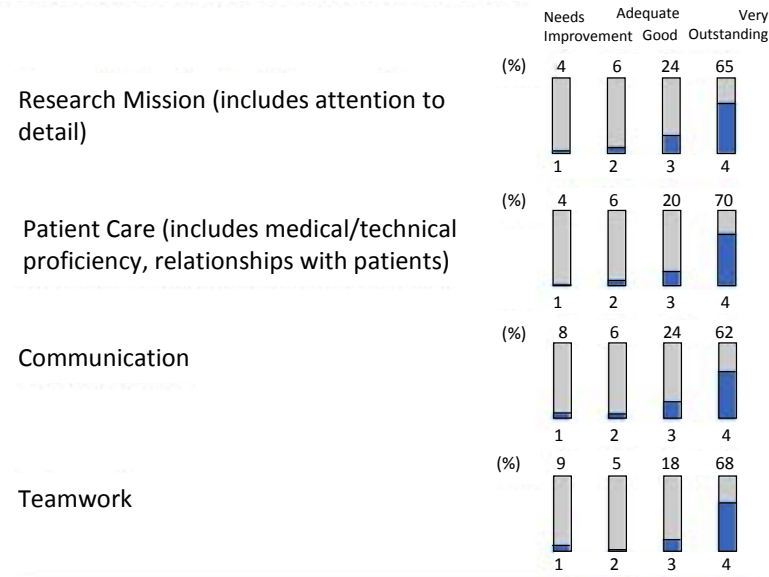 Needs Adequate Very
Improvement Good Outstanding
(%) 4 6 24 65
Research Mission (includes attention to
detail)
1 2 3 4
(%) 4 6 20 70
Patient Care (includes medical/technical
proficiency, relationships with patients)
1 2 3 4
(%) 8 6 24 62
Communication
1 2 3 4
(%) 9 5 18 68
Teamwork
1 2 3 4